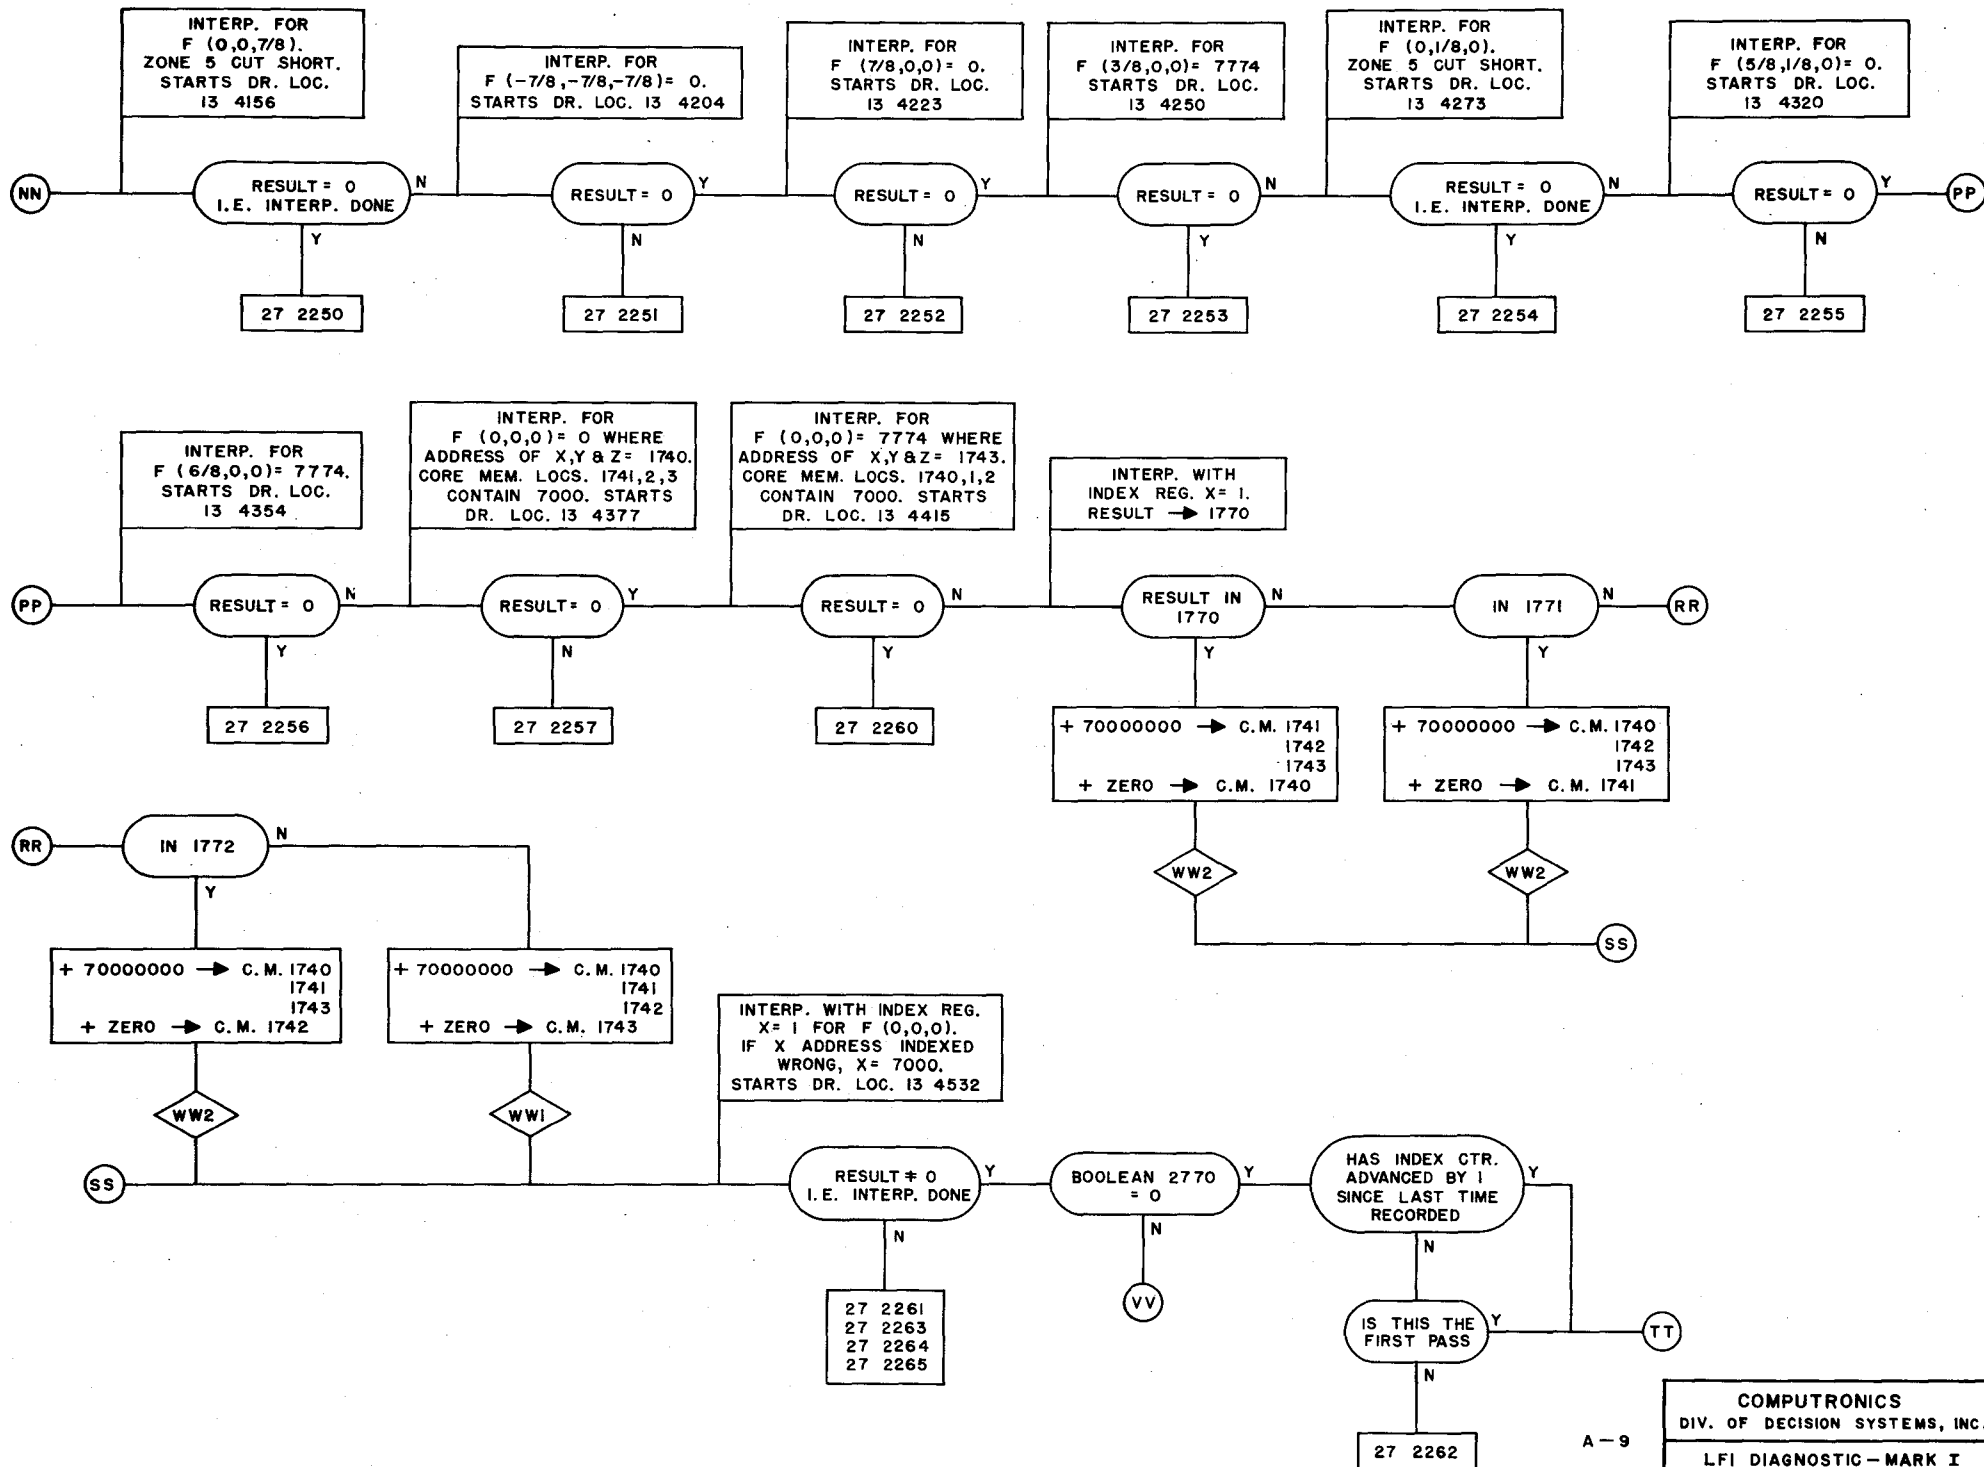 INTERP. FOR
F (0,0,7/8).
ZONE 5 CUT SHORT.
STARTS DR. LOC.
13 4156
INTERP. FOR
F (-7/8,-7/8,-7/8)= 0.
STARTS DR. LOC. 13 4204
INTERP. FOR
F (7/8,0,0)= 0.
STARTS DR. LOC.
13 4223
INTERP. FOR
F (3/8,0,0)= 7774
STARTS DR. LOC.
13 4250
INTERP. FOR
F (0,1/8,0).
ZONE 5 CUT SHORT.
STARTS DR. LOC.
13 4273
INTERP. FOR
F (5/8,1/8,0)= 0.
STARTS DR. LOC.
13 4320
NN
RESULT = 0
I.E. INTERP. DONE
N
Y
27 2250
RESULT = 0
Y
N
27 2251
RESULT = 0
Y
N
27 2252
RESULT = 0
N
Y
27 2253
RESULT = 0
I.E. INTERP. DONE
N
Y
27 2254
RESULT = 0
Y
N
27 2255
PP
INTERP. FOR
F (6/8,0,0)= 7774.
STARTS DR. LOC.
13 4354
INTERP. FOR
F (0,0,0)= 0 WHERE
ADDRESS OF X,Y & Z= 1740.
CORE MEM. LOCS. 1741,2,3
CONTAIN 7000. STARTS
DR. LOC. 13 4377
INTERP. FOR
F (0,0,0)= 7774 WHERE
ADDRESS OF X,Y &Z= 1743.
CORE MEM. LOCS. 1740,1,2
CONTAIN 7000. STARTS
DR. LOC. 13 4415
INTERP. WITH
INDEX REG. X= 1.
RESULT → 1770
PP
RESULT = 0
N
Y
27 2256
RESULT = 0
Y
N
27 2257
RESULT = 0
N
Y
27 2260
RESULT IN
1770
N
Y
IN 1771
N
Y
RR
+ 70000000 → C.M. 1741
1742
1743
+ ZERO → C.M. 1740
WW2
+ 70000000 → C.M. 1740
1742
1743
+ ZERO → C.M. 1741
WW2
SS
RR
IN 1772
N
Y
+ 70000000 → C.M. 1740
1741
1743
+ ZERO → C.M. 1742
WW2
+ 70000000 → C.M. 1740
1741
1742
+ ZERO → C.M. 1743
WW1
INTERP. WITH INDEX REG.
X= 1 FOR F (0,0,0).
IF X ADDRESS INDEXED
WRONG, X= 7000.
STARTS DR. LOC. 13 4532
SS
RESULT ≠ 0
I.E. INTERP. DONE
Y
N
27 2261
27 2263
27 2264
27 2265
BOOLEAN 2770
= 0
Y
N
VV
HAS INDEX CTR.
ADVANCED BY 1
SINCE LAST TIME
RECORDED
Y
N
IS THIS THE
FIRST PASS
Y
N
TT
27 2262
A-9
COMPUTRONICS
DIV. OF DECISION SYSTEMS, INC.
LFI DIAGNOSTIC - MARK I